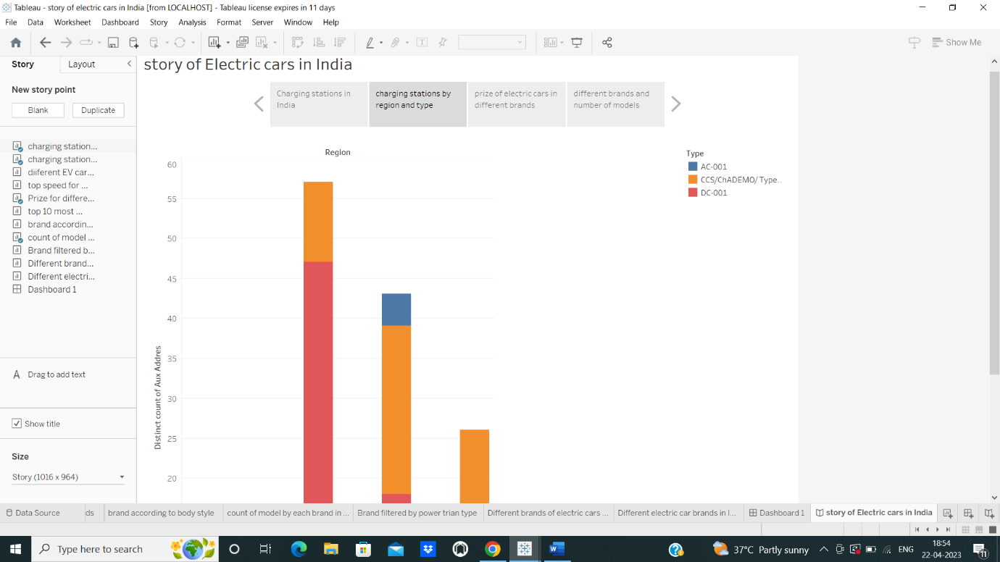 Tableau - story of electric cars in India [from LOCALHOST] - Tableau license expires in 11 days
File Data Worksheet Dashboard Story Analysis Format Server Window Help
Show Me
Story Layout
New story point
Blank Duplicate
charging station...
charging station...
diiferent EV car...
top speed for ...
Prize for differe...
top 10 most ...
brand accordin...
count of model ...
Brand filtered b...
Different brand...
Different electri...
Dashboard 1
A Drag to add text
Show title
Size
Story (1016 x 964)
story of Electric cars in India
Charging stations in
India
charging stations by
region and type
prize of electric cars in
different brands
different brands and
number of models
Region
60
55
50
45
40
35
30
25
20
Distinct count of Aux Addres
Type
AC-001
CCS/ChADEMO/ Type..
DC-001
Data Source ds brand according to body style count of model by each brand in ... Brand filtered by power trian type Different brands of electric cars ... Different electric car brands in I... Dashboard 1 story of Electric cars in India
Type here to search
37°C Partly sunny
ENG
18:54
22-04-2023
11